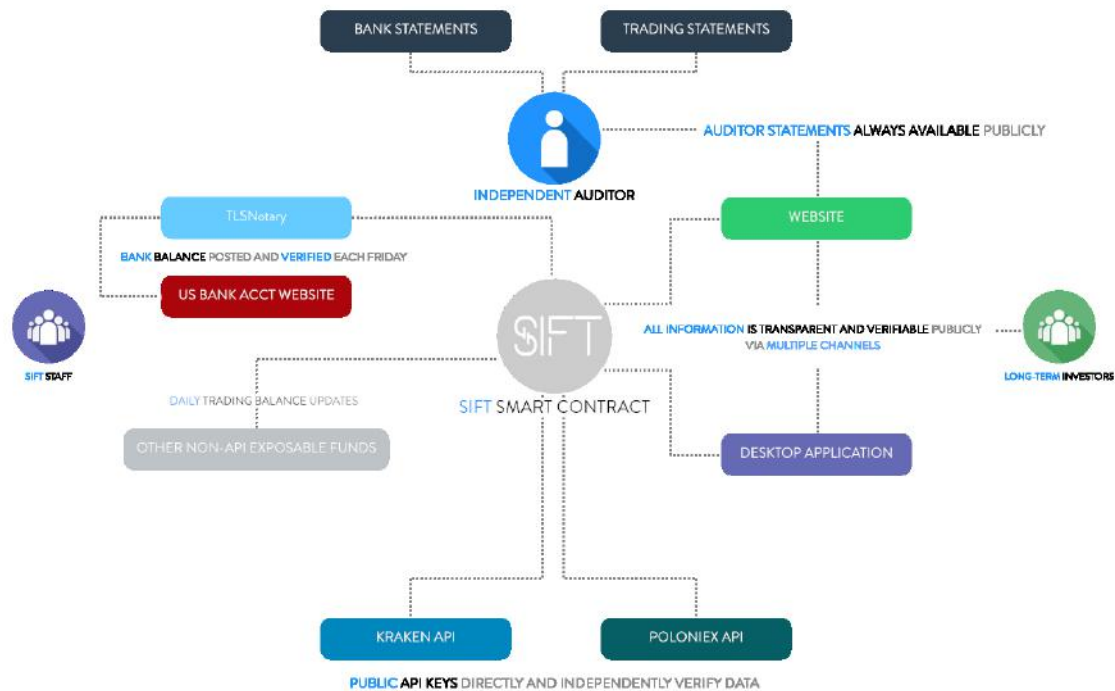 BANK STATEMENTS
TRADING STATEMENTS
AUDITOR STATEMENTS ALWAYS AVAILABLE PUBLICLY
INDEPENDENT AUDITOR
TLSNotary
WEBSITE
BANK BALANCE POSTED AND VERIFIED EACH FRIDAY
US BANK ACCT WEBSITE
SIFT
ALL INFORMATION IS TRANSPARENT AND VERIFIABLE PUBLICLY
VIA MULTIPLE CHANNELS
SIFT STAFF
LONG-TERM INVESTORS
DAILY TRADING BALANCE UPDATES
SIFT SMART CONTRACT
OTHER NON-API EXPOSABLE FUNDS
DESKTOP APPLICATION
KRAKEN API
POLONIEX API
PUBLIC API KEYS DIRECTLY AND INDEPENDENTLY VERIFY DATA